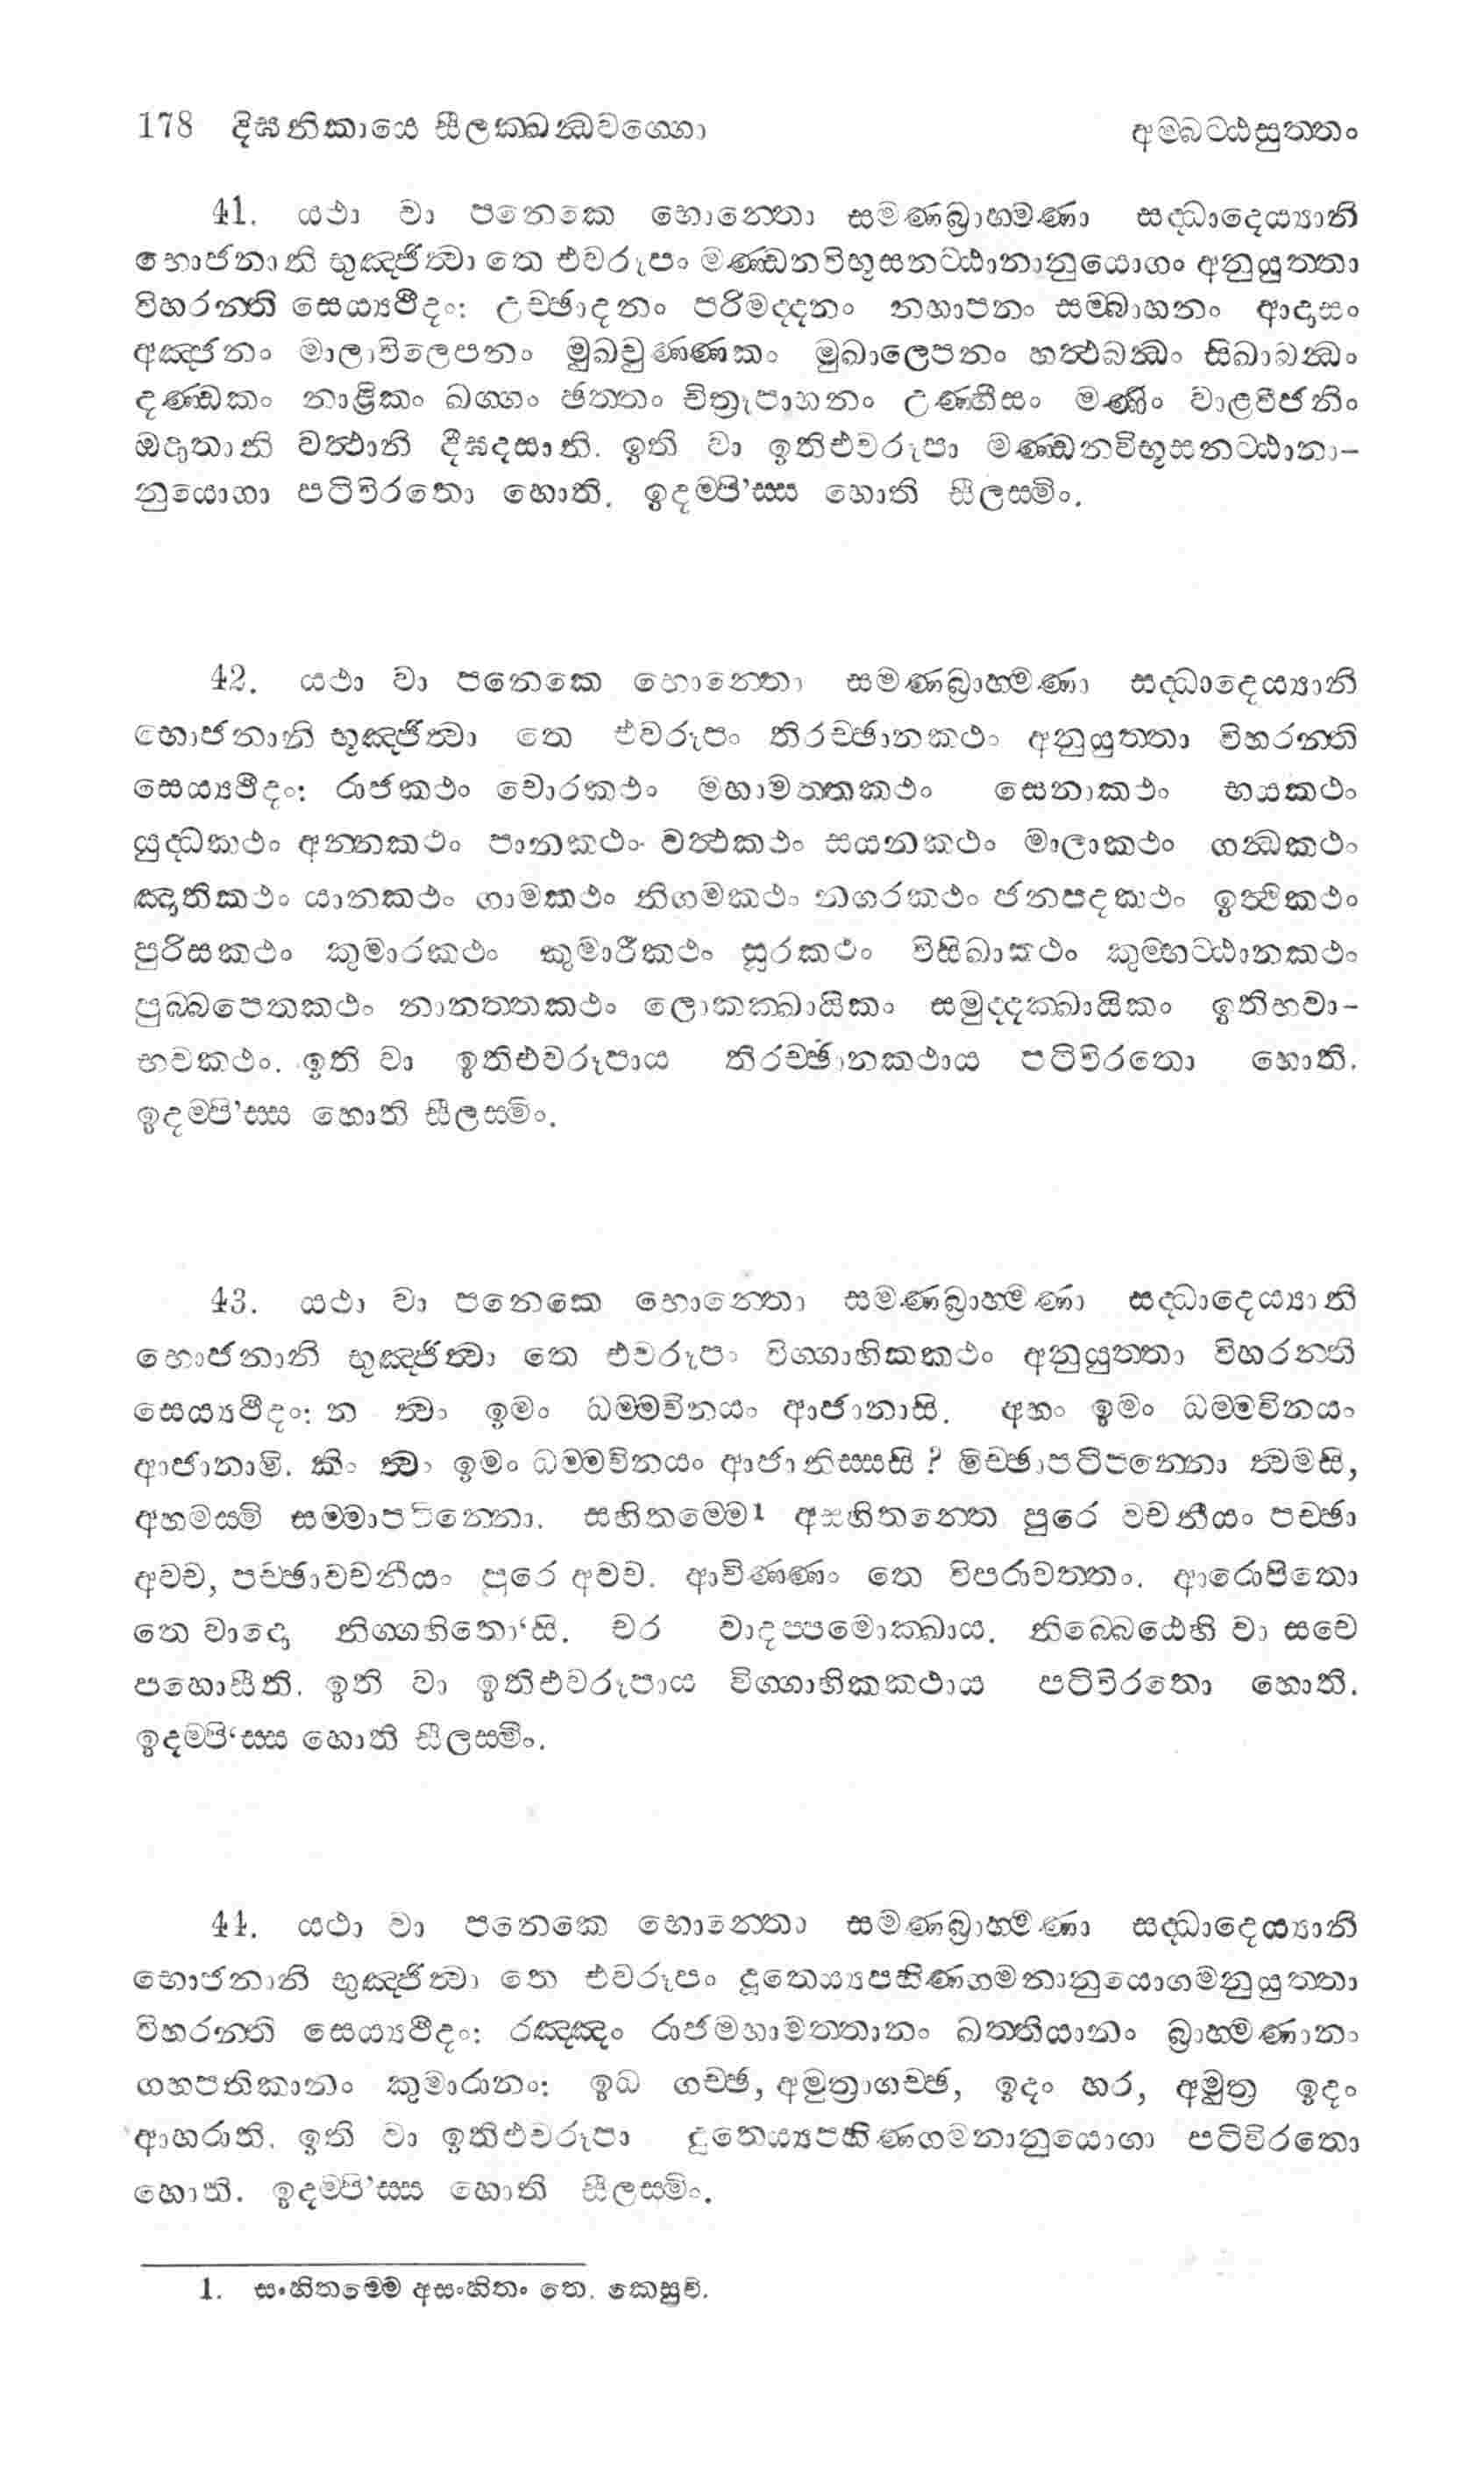 178 දීඝනිකායෙ සීලක්ඛන්ධවග්ගො අම්බට්ඨසුත්තං
41. යථා වා පනෙකෙ භොන්තො සමණබ්‍රාහ්මණා සද්ධාදෙය්‍යානි
භොජනානි භුඤ්ජිත්වා තෙ එවරූපං මණ්ඩනවිභූසනට්ඨානානුයොගං අනුයුත්තා
විහරන්ති සෙය්‍යථීදං: උච්ඡාදනං පරිමද්දනං නහාපනං සම්බාහනං ආදාසං
අඤ්ජනං මාලාවිලෙපනං මුඛචුණ්ණකං මුඛාලෙපනං හත්ථබන්ධං සිඛාබන්ධං
දණ්ඩකං නාළිකං ඛග්ගං ඡත්තං චිත්‍රූපාහනං උණ්හීසං මණිං වාළවීජනිං
ඔදාතානි වත්ථානි දීඝදසානි. ඉති වා ඉතිඑවරූපා මණ්ඩනවිභූසනට්ඨානා-
නුයොගා පටිවිරතො හොති. ඉදම්පි’ස්ස හොති සීලස්මිං.
42. යථා වා පනෙකෙ භොන්තො සමණබ්‍රාහ්මණා සද්ධාදෙය්‍යානි
භොජනානි භූඤ්ජිත්වා තෙ එවරූපං තිරච්ඡානකථං අනුයුත්තා විහරන්ති
සෙය්‍යථීදං: රාජකථං චොරකථං මහාමත්තකථං සෙනාකථං භයකථං
යුද්ධකථං අන්නකථං පානකථං වත්ථකථං සයනකථං මාලාකථං ගන්ධකථං
ඤාතිකථං යානකථං ගාමකථං නිගමකථං නගරකථං ජනපදකථං ඉත්ථිකථං
පුරිසකථං කුමාරකථං කුමාරීකථං සූරකථං විසිඛාකථං කුම්භට්ඨානකථං
පුබ්බපෙතකථං නානත්තකථං ලොකක්ඛායිකං සමුද්දක්ඛායිකං ඉතිභවා-
භවකථං. ඉති වා ඉතිඑවරූපාය තිරච්ඡානකථාය පටිවිරතො හොති.
ඉදම්පි’ස්ස හොති සීලස්මිං.
43. යථා වා පනෙකෙ භොන්තො සමණබ්‍රාහ්මණා සද්ධාදෙය්‍යානි
භොජනානි භුඤ්ජිත්වා තෙ එවරූපං විග්ගාහිකකථං අනුයුත්තා විහරන්ති
සෙය්‍යථීදං: න ත්වං ඉමං ධම්මවිනයං ආජානාසි. අහං ඉමං ධම්මවිනයං
ආජානාමි. කිං ත්වං ඉමං ධම්මවිනයං ආජානිස්සසි? මිච්ඡාපටිපන්නො ත්වමසි,
අහමස්මි සම්මාපටිපන්නො. සහිතම්මෙ1 අසහිතන්තෙ පුරෙ වචනීයං පච්ඡා
අවච, පච්ඡාවචනීයං පුරෙ අවච. ආචිණ්ණං තෙ විපරාවත්තං. ආරොපිතො
තෙ වාදො නිග්ගහිතො‘සි. චර වාදප්පමොක්ඛාය. නිබ්බෙඨෙහි වා සචෙ
පහොසීති. ඉති වා ඉතිඑවරූපාය විග්ගාහිකකථාය පටිවිරතො හොති.
ඉදම්පි‘ස්ස හොති සීලස්මිං.
44. යථා වා පනෙකෙ භොන්තො සමණබ්‍රාහ්මණා සද්ධාදෙය්‍යානි
භොජනානි භුඤ්ජිත්වා තෙ එවරූපං දූතෙය්‍යපහිණගමනානුයොගමනුයුත්තා
විහරන්ති සෙය්‍යථීදං: රඤ්ඤං රාජමහාමත්තානං ඛත්තියානං බ්‍රාහ්මණානං
ගහපතිකානං කුමාරානං: ඉධ ගච්ඡ, අමුත්‍රාගච්ඡ, ඉදං හර, අමුත්‍ර ඉදං
ආහරාති. ඉති වා ඉතිඑවරූපා දූතෙය්‍යපහිණගමනානුයොගා පටිවිරතො
හොති. ඉදම්පි’ස්ස හොති සීලස්මිං.
1. සංහිතම්මෙ අසංහිතං තෙ. කෙසුචි.